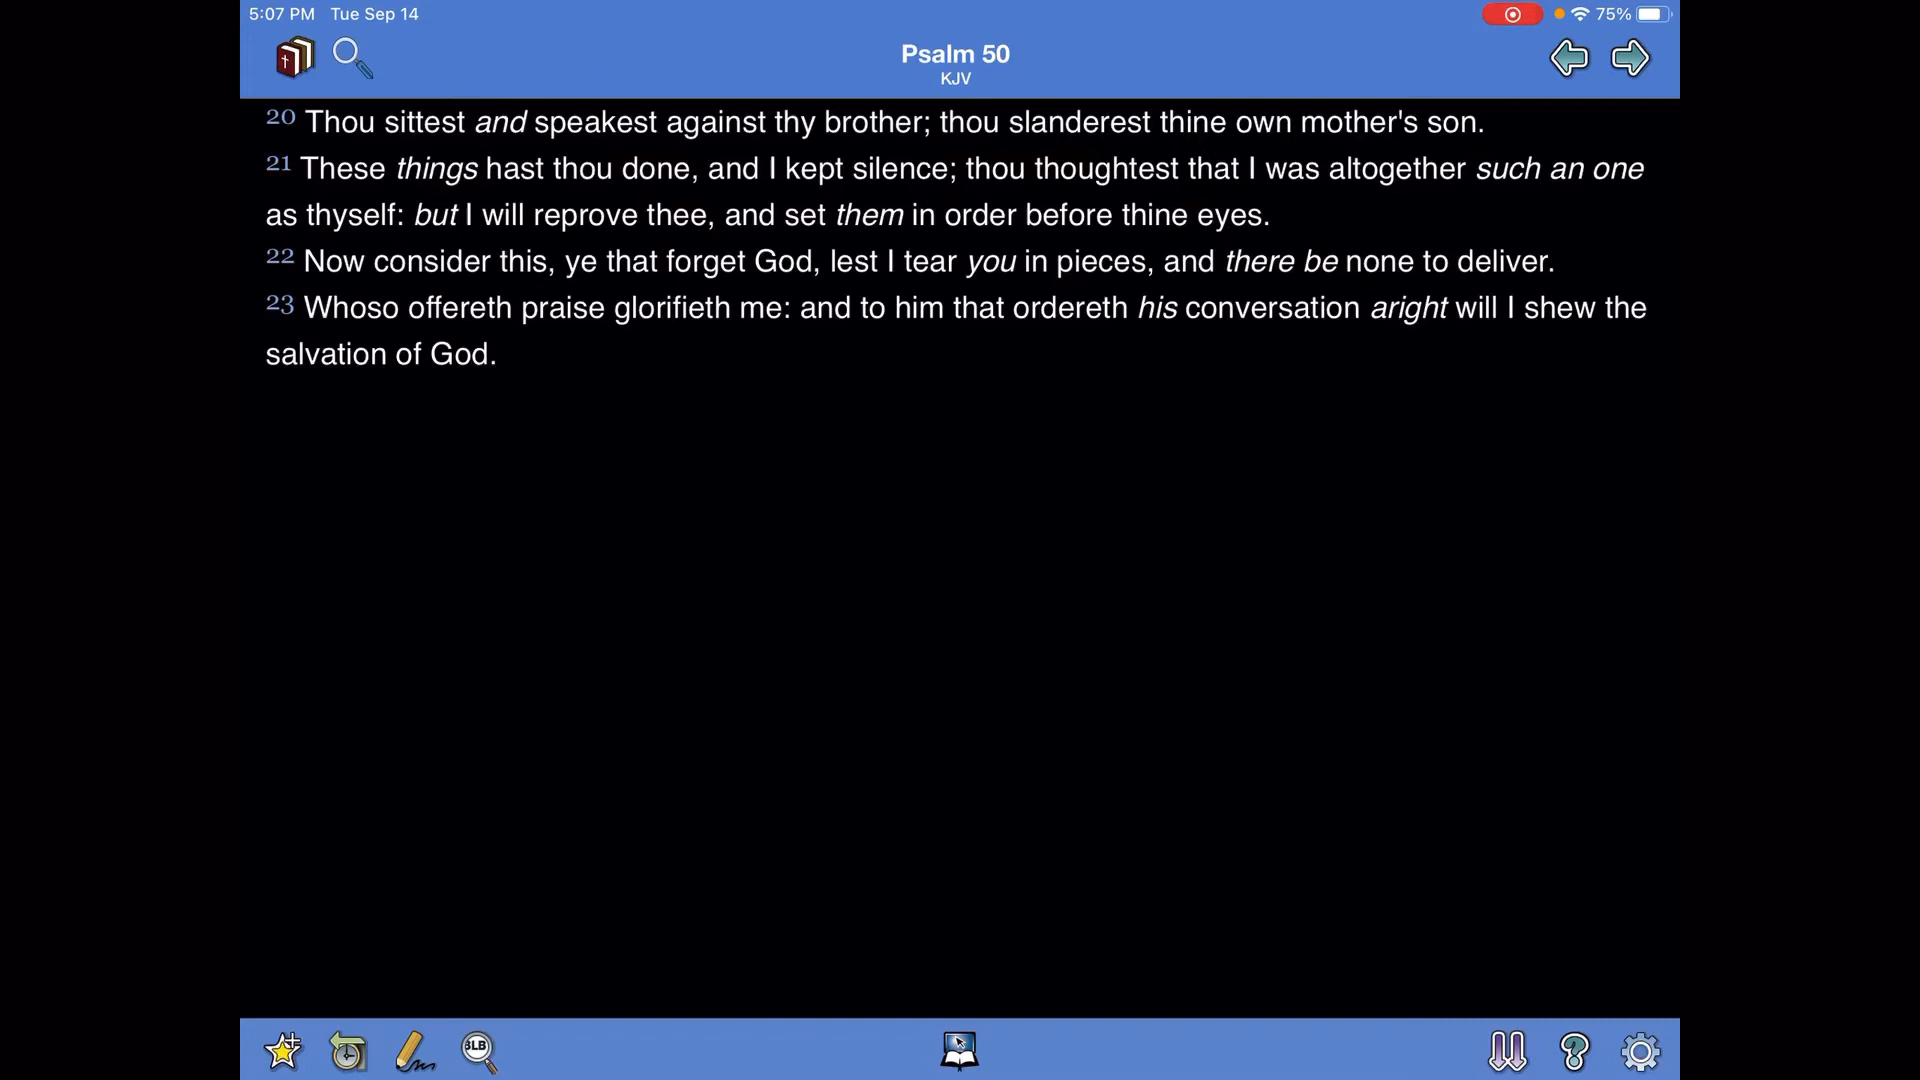 5:07 PM Tue Sep 14
75%
Psalm 50
KJV
20 Thou sittest and speakest against thy brother; thou slanderest thine own mother's son.
21 These things hast thou done, and I kept silence; thou thoughtest that I was altogether such an one
as thyself: but I will reprove thee, and set them in order before thine eyes.
22 Now consider this, ye that forget God, lest I tear you in pieces, and there be none to deliver.
23 Whoso offereth praise glorifieth me: and to him that ordereth his conversation aright will I shew the
salvation of God.
BLB